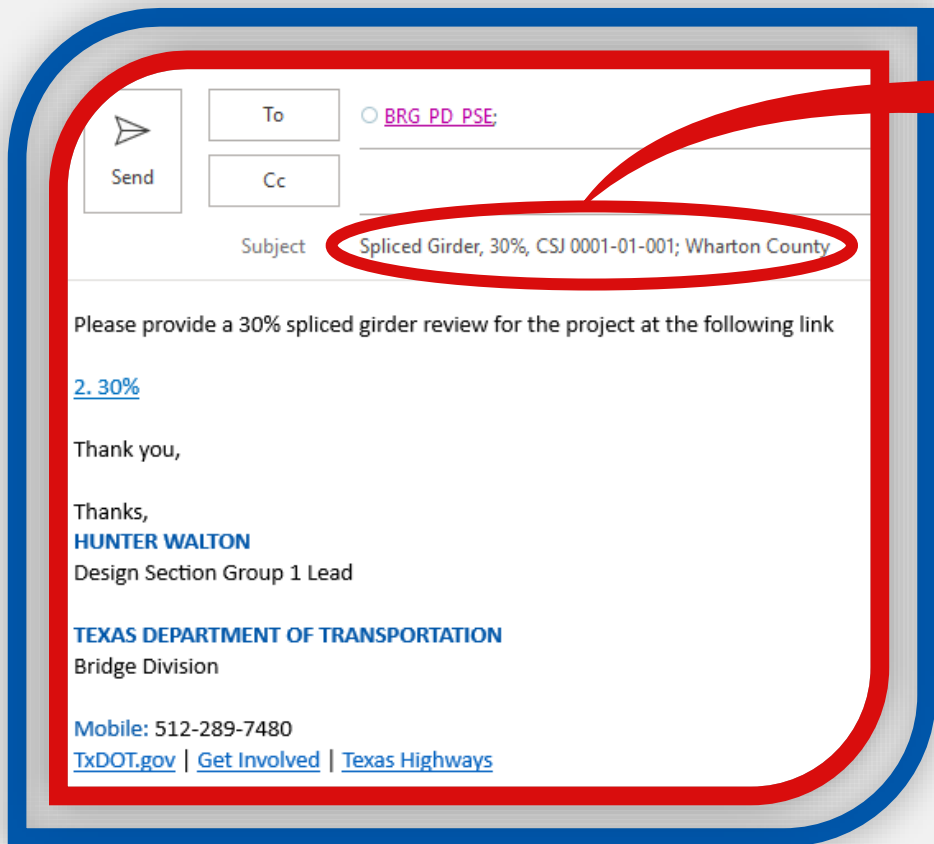 To
BRG_PD_PSE;
Send
Cc
Subject
Spliced Girder, 30%, CSJ 0001-01-001; Wharton County
Please provide a 30% spliced girder review for the project at the following link
2. 30%
Thank you,
Thanks,
HUNTER WALTON
Design Section Group 1 Lead
TEXAS DEPARTMENT OF TRANSPORTATION
Bridge Division
Mobile: 512-289-7480
TxDOT.gov | Get Involved | Texas Highways